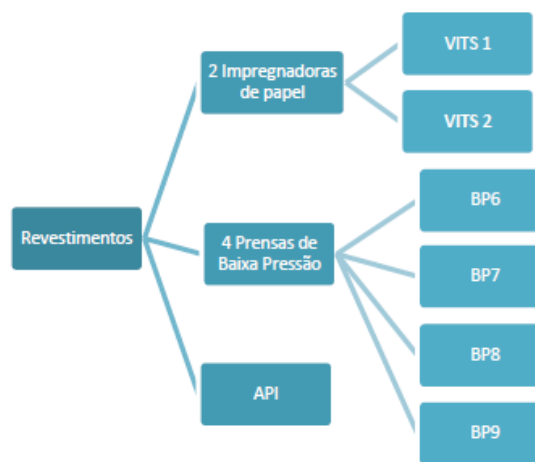 Revestimentos
2 Impregnadoras
de papel
VITS 1
VITS 2
4 Prensas de
Baixa Pressão
BP6
BP7
BP8
BP9
API